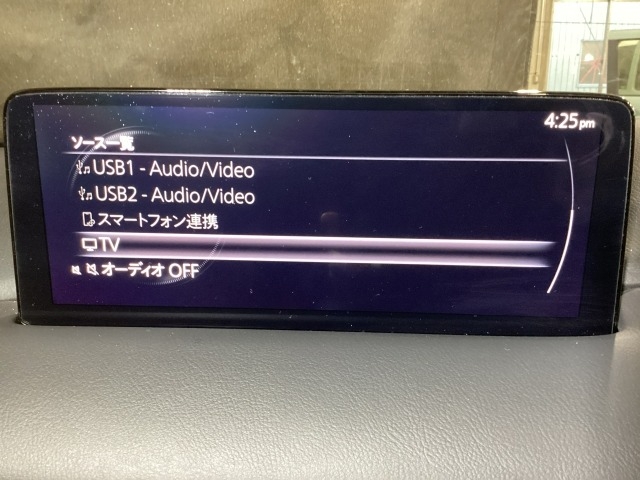 4:25pm
ソース一覧
USB1 - Audio/Video
USB2 - Audio/Video
スマートフォン連携
TV
オーディオ OFF